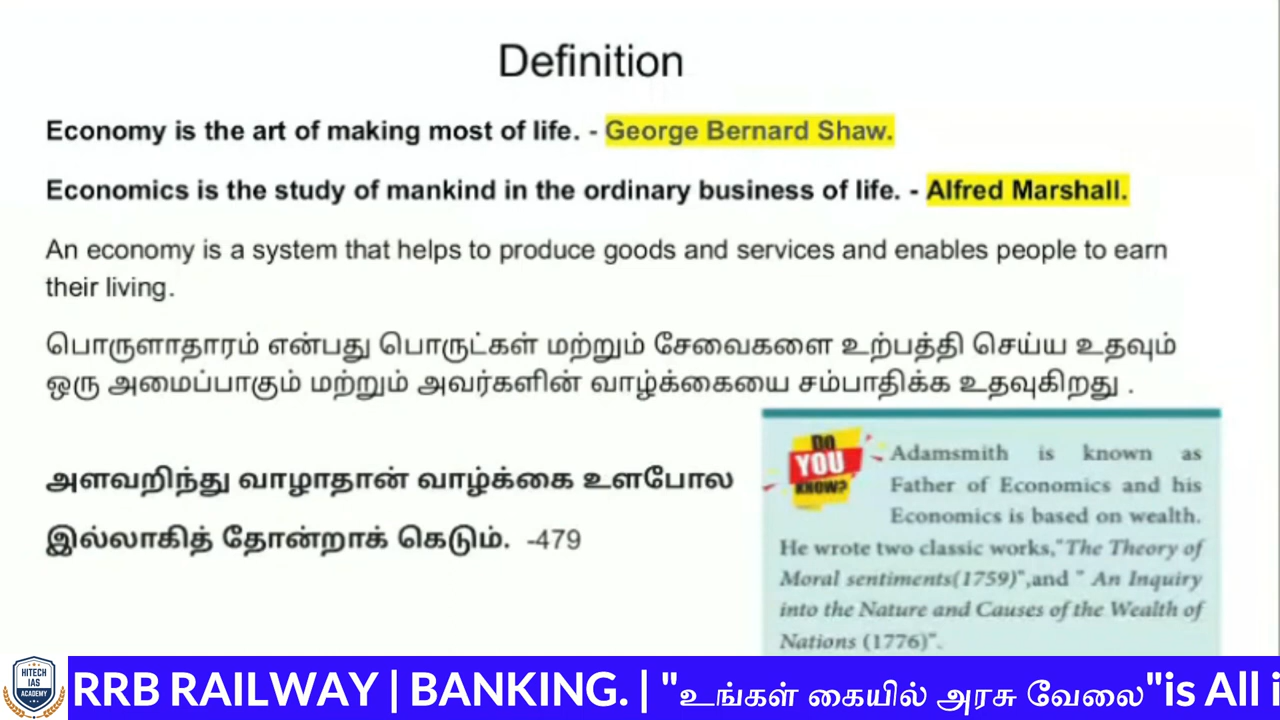 Definition
Economy is the art of making most of life. - George Bernard Shaw.
Economics is the study of mankind in the ordinary business of life. - Alfred Marshall.
An economy is a system that helps to produce goods and services and enables people to earn
their living.
பொருளாதாரம் என்பது பொருட்கள் மற்றும் சேவைகளை உற்பத்தி செய்ய உதவும்
ஒரு அமைப்பாகும் மற்றும் அவர்களின் வாழ்க்கையை சம்பாதிக்க உதவுகிறது .
அளவறிந்து வாழாதான் வாழ்க்கை உளபோல
இல்லாகித் தோன்றாக் கெடும். -479
DO
YOU
KNOW?
Adamsmith is known as
Father of Economics and his
Economics is based on wealth.
He wrote two classic works,"The Theory of
Moral sentiments(1759)",and " An Inquiry
into the Nature and Causes of the Wealth of
Nations (1776)".
HITECH
IAS
ACADEMY
RRB RAILWAY | BANKING. | "உங்கள் கையில் அரசு வேலை"is All i